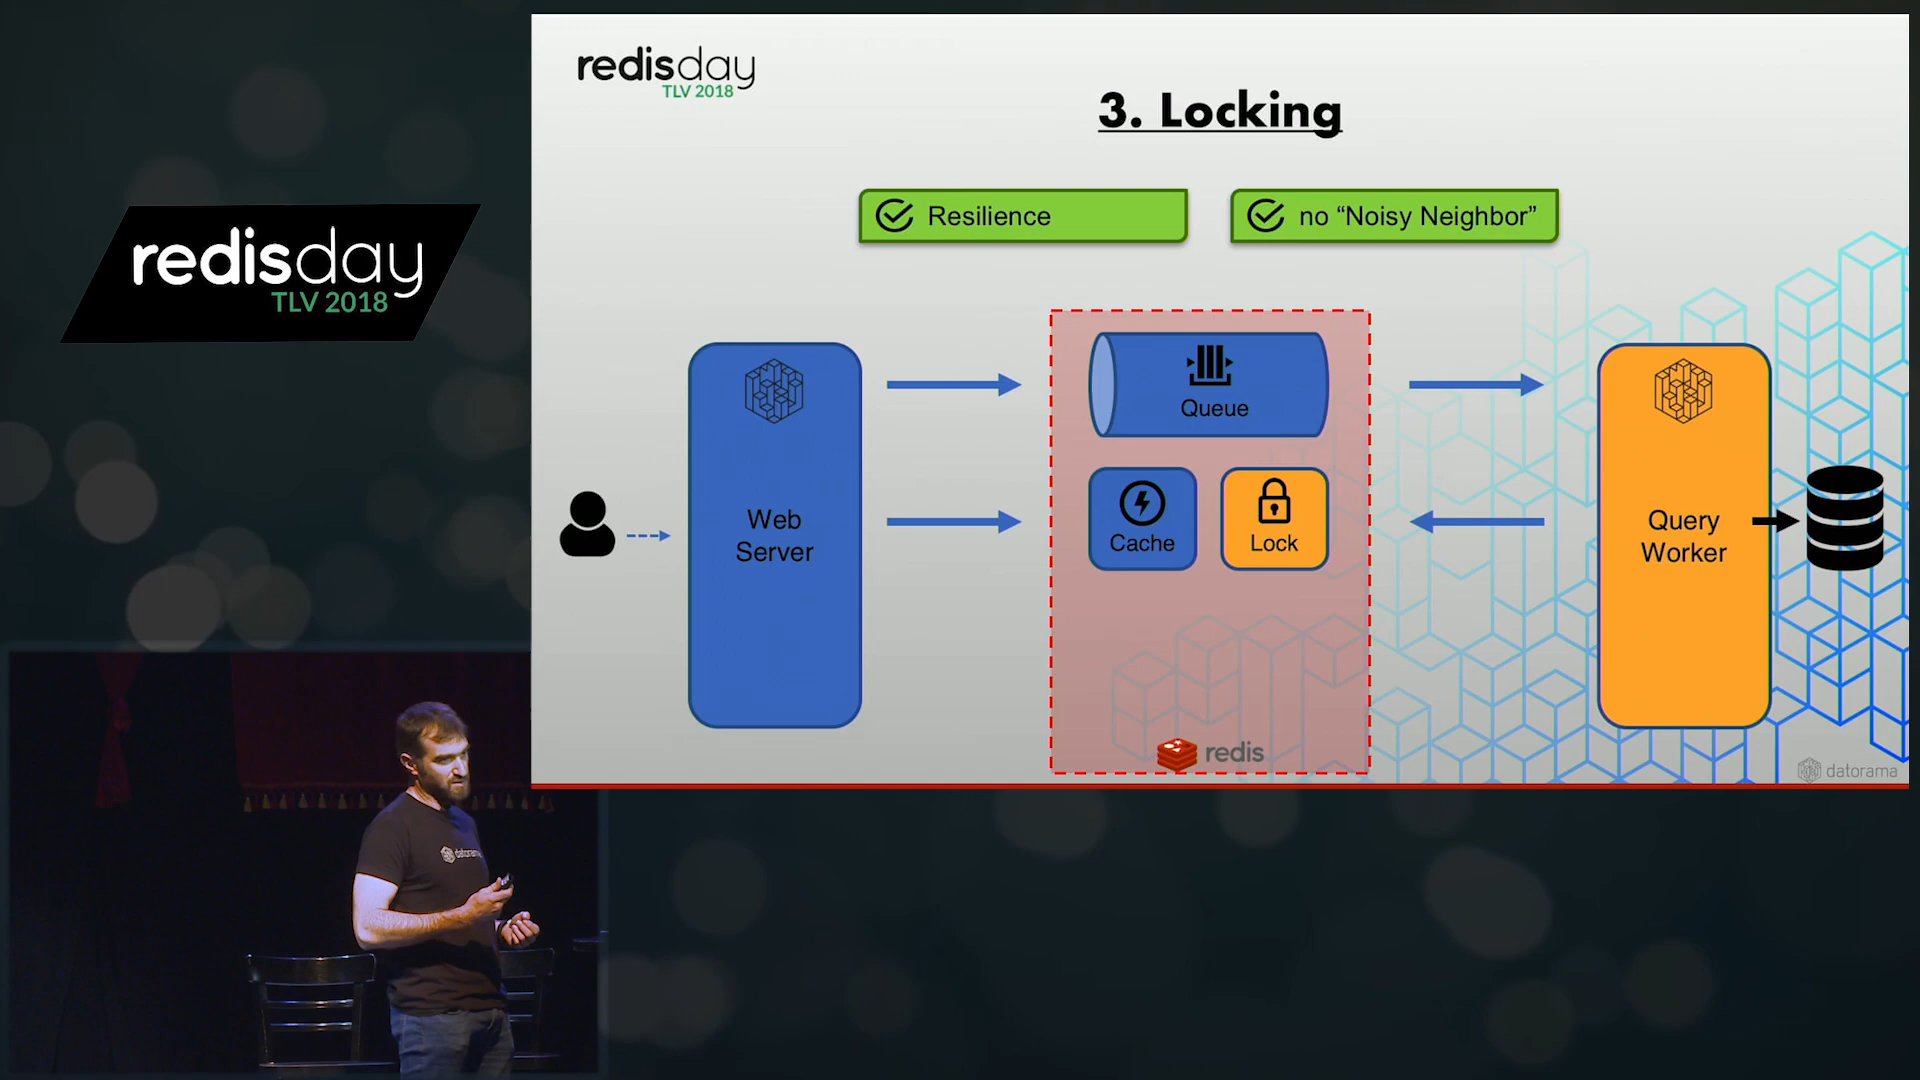 redisday
TLV 2018
redisday
TLV 2018
3. Locking
Resilience
no “Noisy Neighbor”
Queue
Cache
Lock
Web
Server
Query
Worker
redis
datorama
datorama